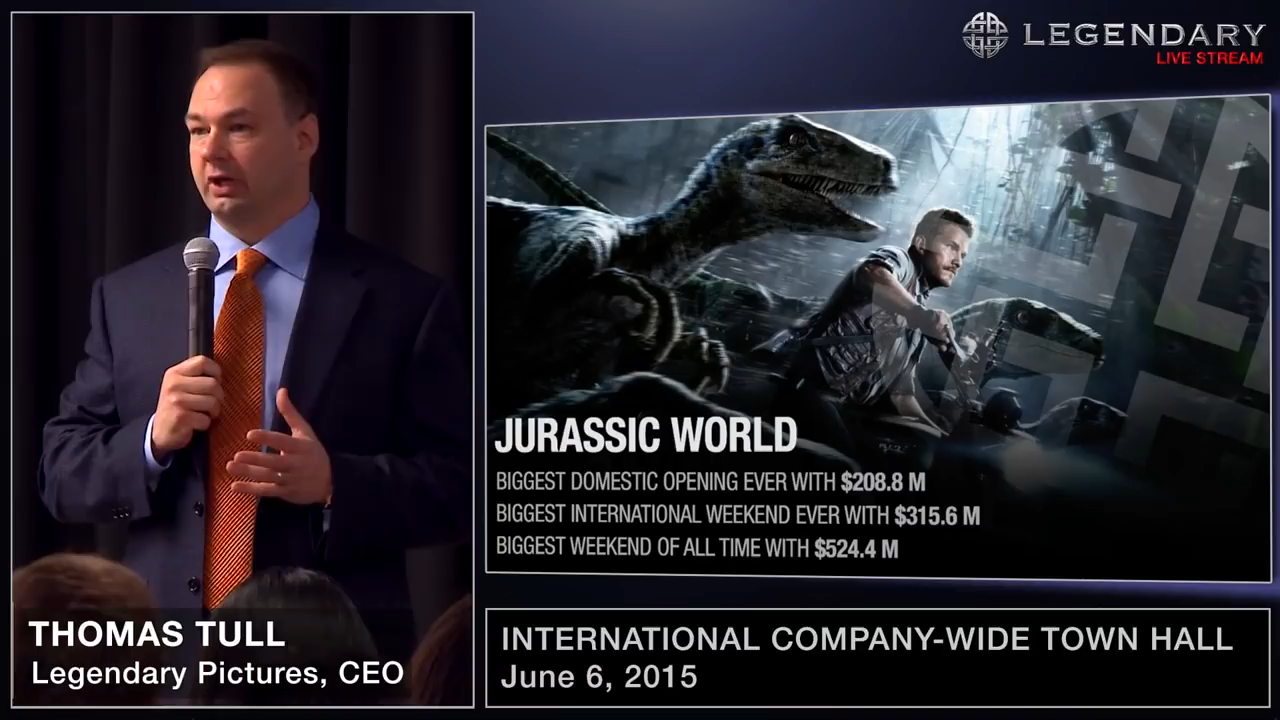 LEGENDARY
LIVE STREAM
JURASSIC WORLD
BIGGEST DOMESTIC OPENING EVER WITH $208.8 M
BIGGEST INTERNATIONAL WEEKEND EVER WITH $315.6 M
BIGGEST WEEKEND OF ALL TIME WITH $524.4 M
THOMAS TULL
Legendary Pictures, CEO
INTERNATIONAL COMPANY-WIDE TOWN HALL
June 6, 2015